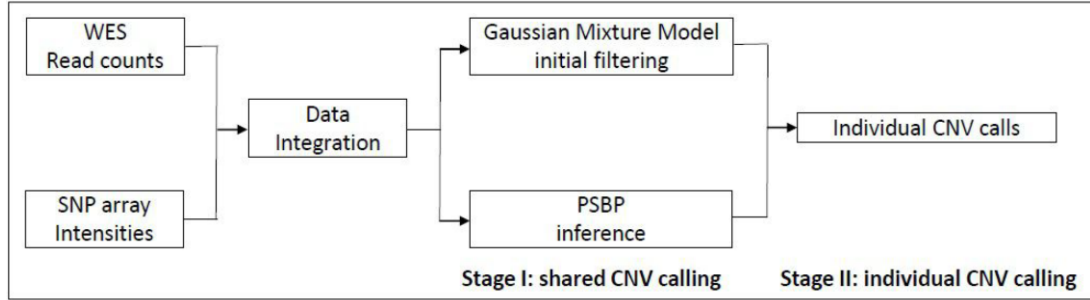 WES
Read counts
SNP array
Intensities
Data
Integration
Gaussian Mixture Model
initial filtering
PSBP
inference
Individual CNV calls
Stage I: shared CNV calling
Stage II: individual CNV calling